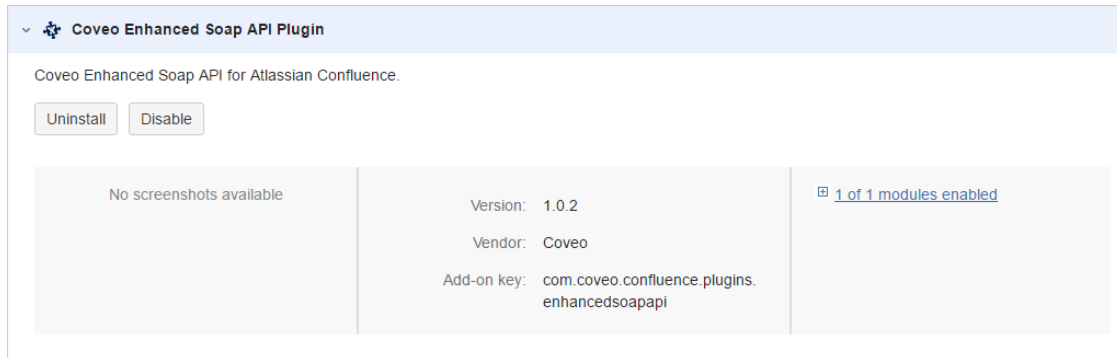 Coveo Enhanced Soap API Plugin
Coveo Enhanced Soap API for Atlassian Confluence.
Uninstall Disable
No screenshots available
Version: 1.0.2
Vendor: Coveo
Add-on key: com.coveo.confluence.plugins.
enhancedsoapapi
1 of 1 modules enabled